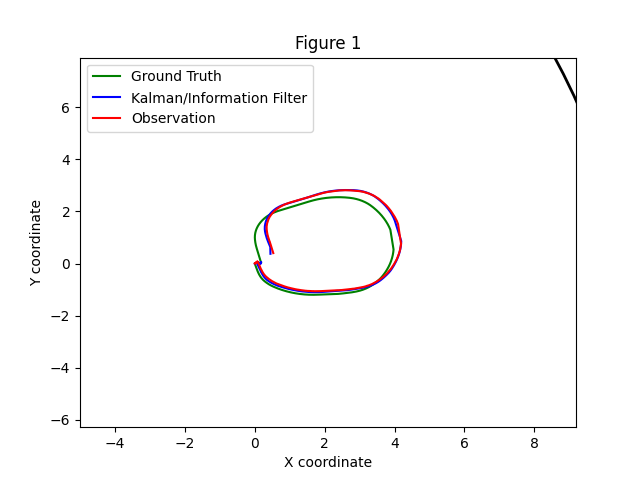 Figure 1
Ground Truth
Kalman/Information Filter
Observation
6
4
2
0
−2
−4
−6
Y coordinate
−4 −2 0 2 4 6 8
X coordinate